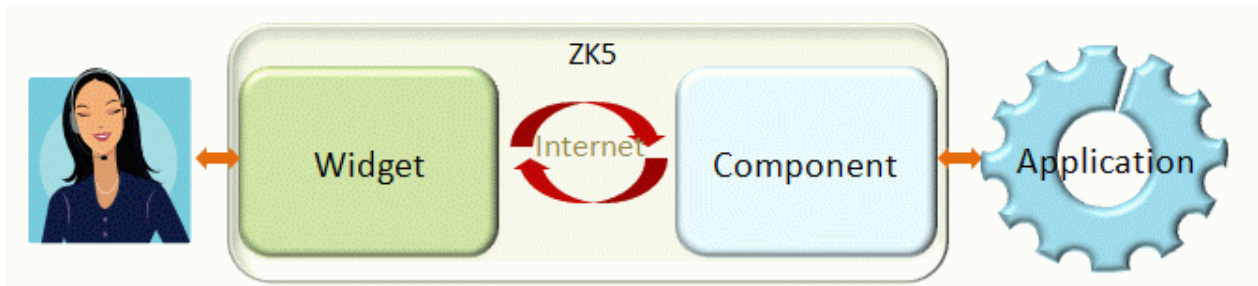 ZK5
Widget
Internet
Component
Application